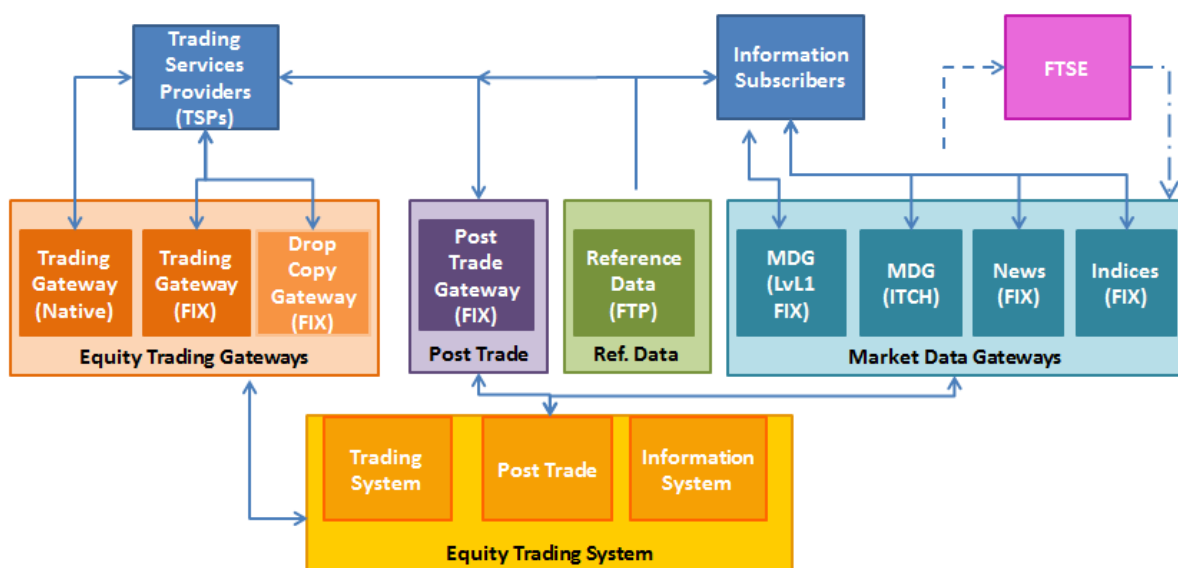 Trading
Services
Providers
(TSPs)
Information
Subscribers
FTSE
Trading
Gateway
(Native)
Trading
Gateway
(FIX)
Drop
Copy
Gateway
(FIX)
Equity Trading Gateways
Post
Trade
Gateway
(FIX)
Post Trade
Reference
Data
(FTP)
Ref. Data
MDG
(LvL1
FIX)
MDG
(ITCH)
News
(FIX)
Indices
(FIX)
Market Data Gateways
Trading
System
Post Trade
Information
System
Equity Trading System